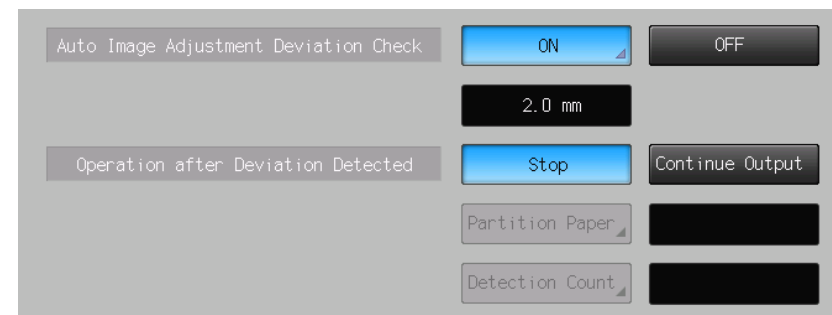 Auto Image Adjustment Deviation Check ON OFF
2.0 mm
Operation after Deviation Detected Stop Continue Output
Partition Paper
Detection Count